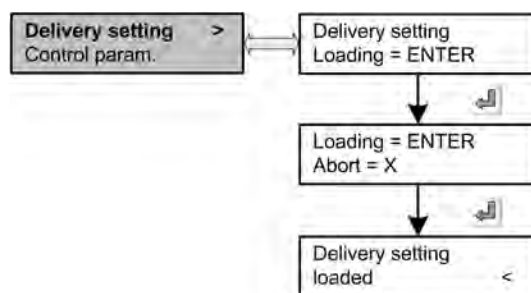 Delivery setting >
Control param.
Delivery setting
Loading = ENTER
Loading = ENTER
Abort = X
Delivery setting
loaded <